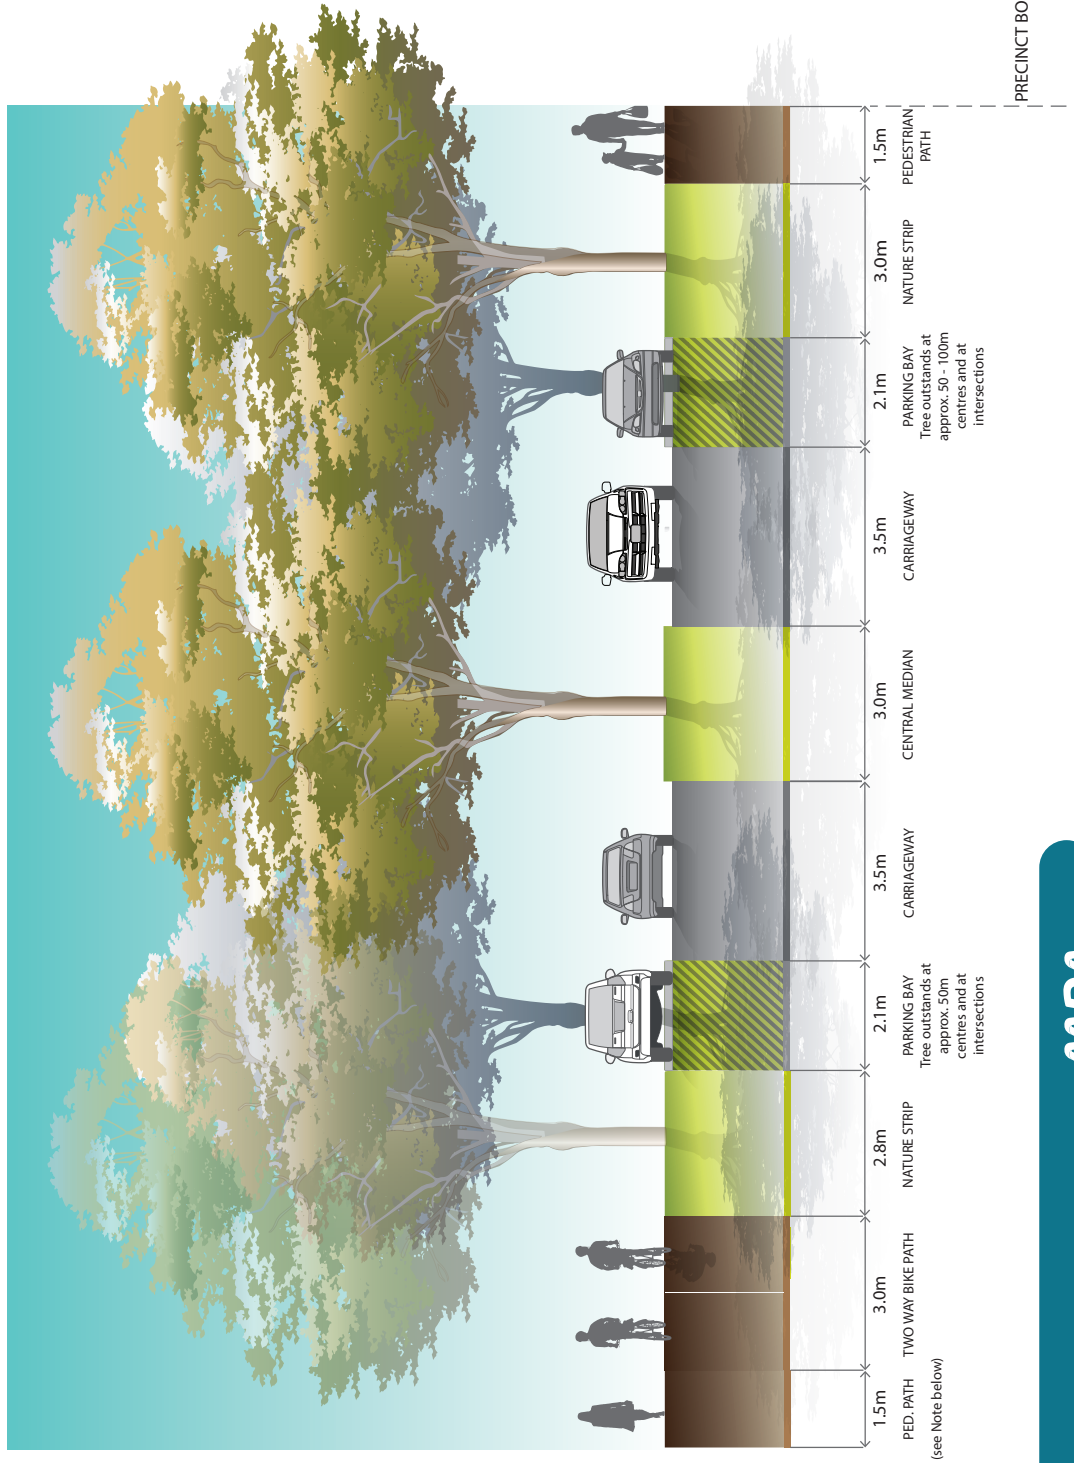 1.5m
PED. PATH
(see Note below)
3.0m
TWO WAY BIKE PATH
2.8m
NATURE STRIP
2.1m
PARKING BAY
Tree outstands at
approx. 50m
centres and at
intersections
3.5m
CARRIAGEWAY
3.0m
CENTRAL MEDIAN
3.5m
CARRIAGEWAY
2.1m
PARKING BAY
Tree outstands at
approx. 50 - 100m
centres and at
intersections
3.0m
NATURE STRIP
1.5m
PEDESTRIAN
PATH
PRECINCT BO